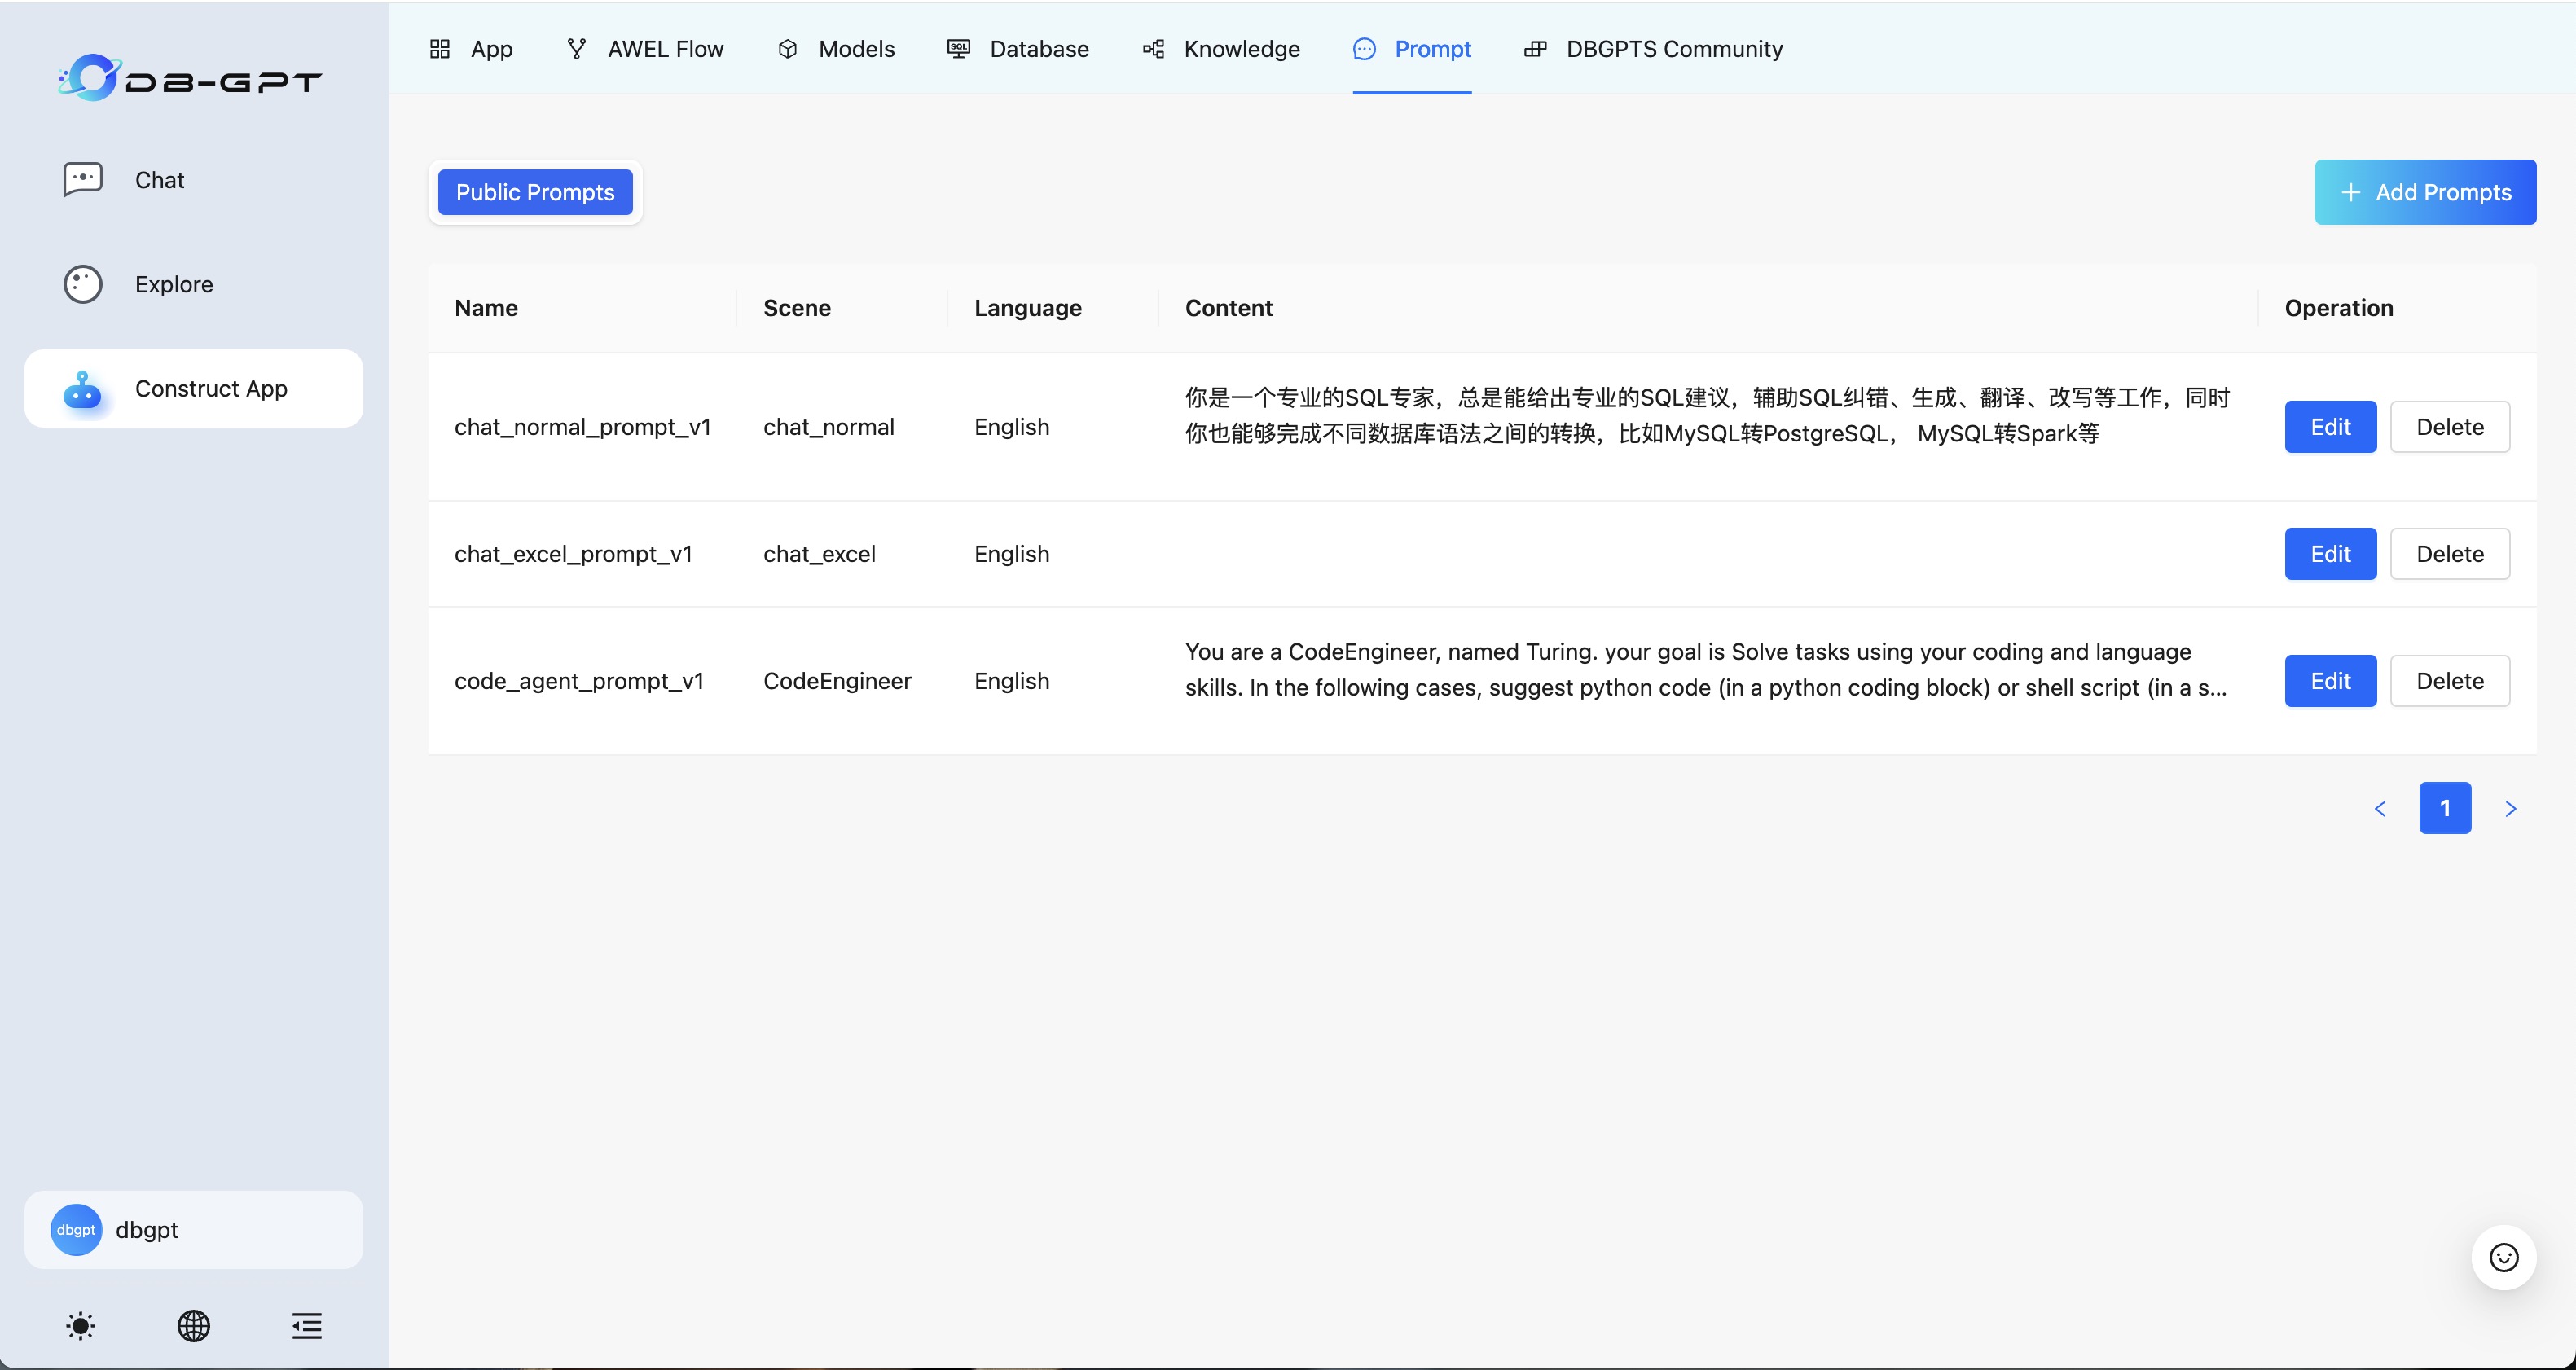 DB-GPT
Chat
Explore
Construct App
dbgpt
dbgpt
App
AWEL Flow
Models
SQL
Database
Knowledge
Prompt
DBGPTS Community
Public Prompts
Add Prompts
Name
Scene
Language
Content
Operation
chat_normal_prompt_v1
chat_normal
English
你是一个专业的SQL专家，总是能给出专业的SQL建议，辅助SQL纠错、生成、翻译、改写等工作，同时
你也能够完成不同数据库语法之间的转换，比如MySQL转PostgreSQL， MySQL转Spark等
Edit
Delete
chat_excel_prompt_v1
chat_excel
English
Edit
Delete
code_agent_prompt_v1
CodeEngineer
English
You are a CodeEngineer, named Turing. your goal is Solve tasks using your coding and language
skills. In the following cases, suggest python code (in a python coding block) or shell script (in a s...
Edit
Delete
1